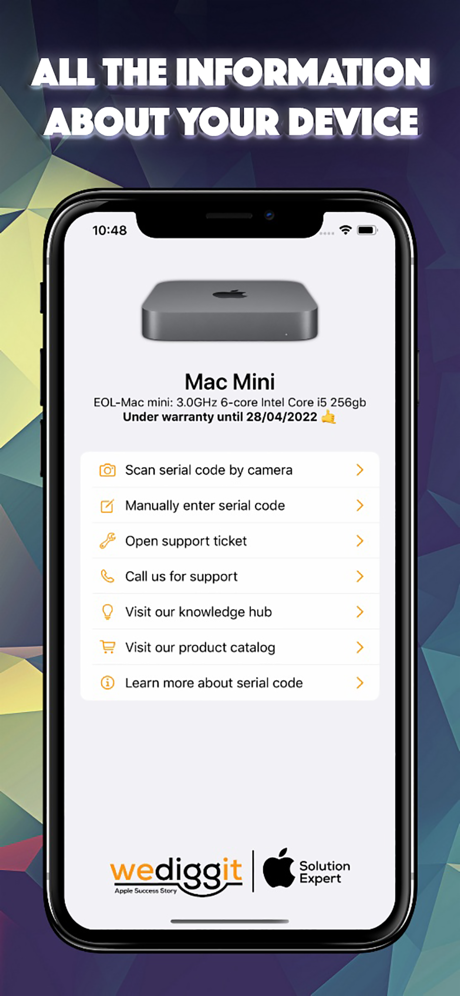 ALL THE INFORMATION
ABOUT YOUR DEVICE
10:48
Mac Mini
EOL-Mac mini: 3.0GHz 6-core Intel Core i5 256gb
Under warranty until 28/04/2022 🤙
Scan serial code by camera
Manually enter serial code
Open support ticket
Call us for support
Visit our knowledge hub
Visit our product catalog
Learn more about serial code
wediggit
Apple Success Story
Solution
Expert